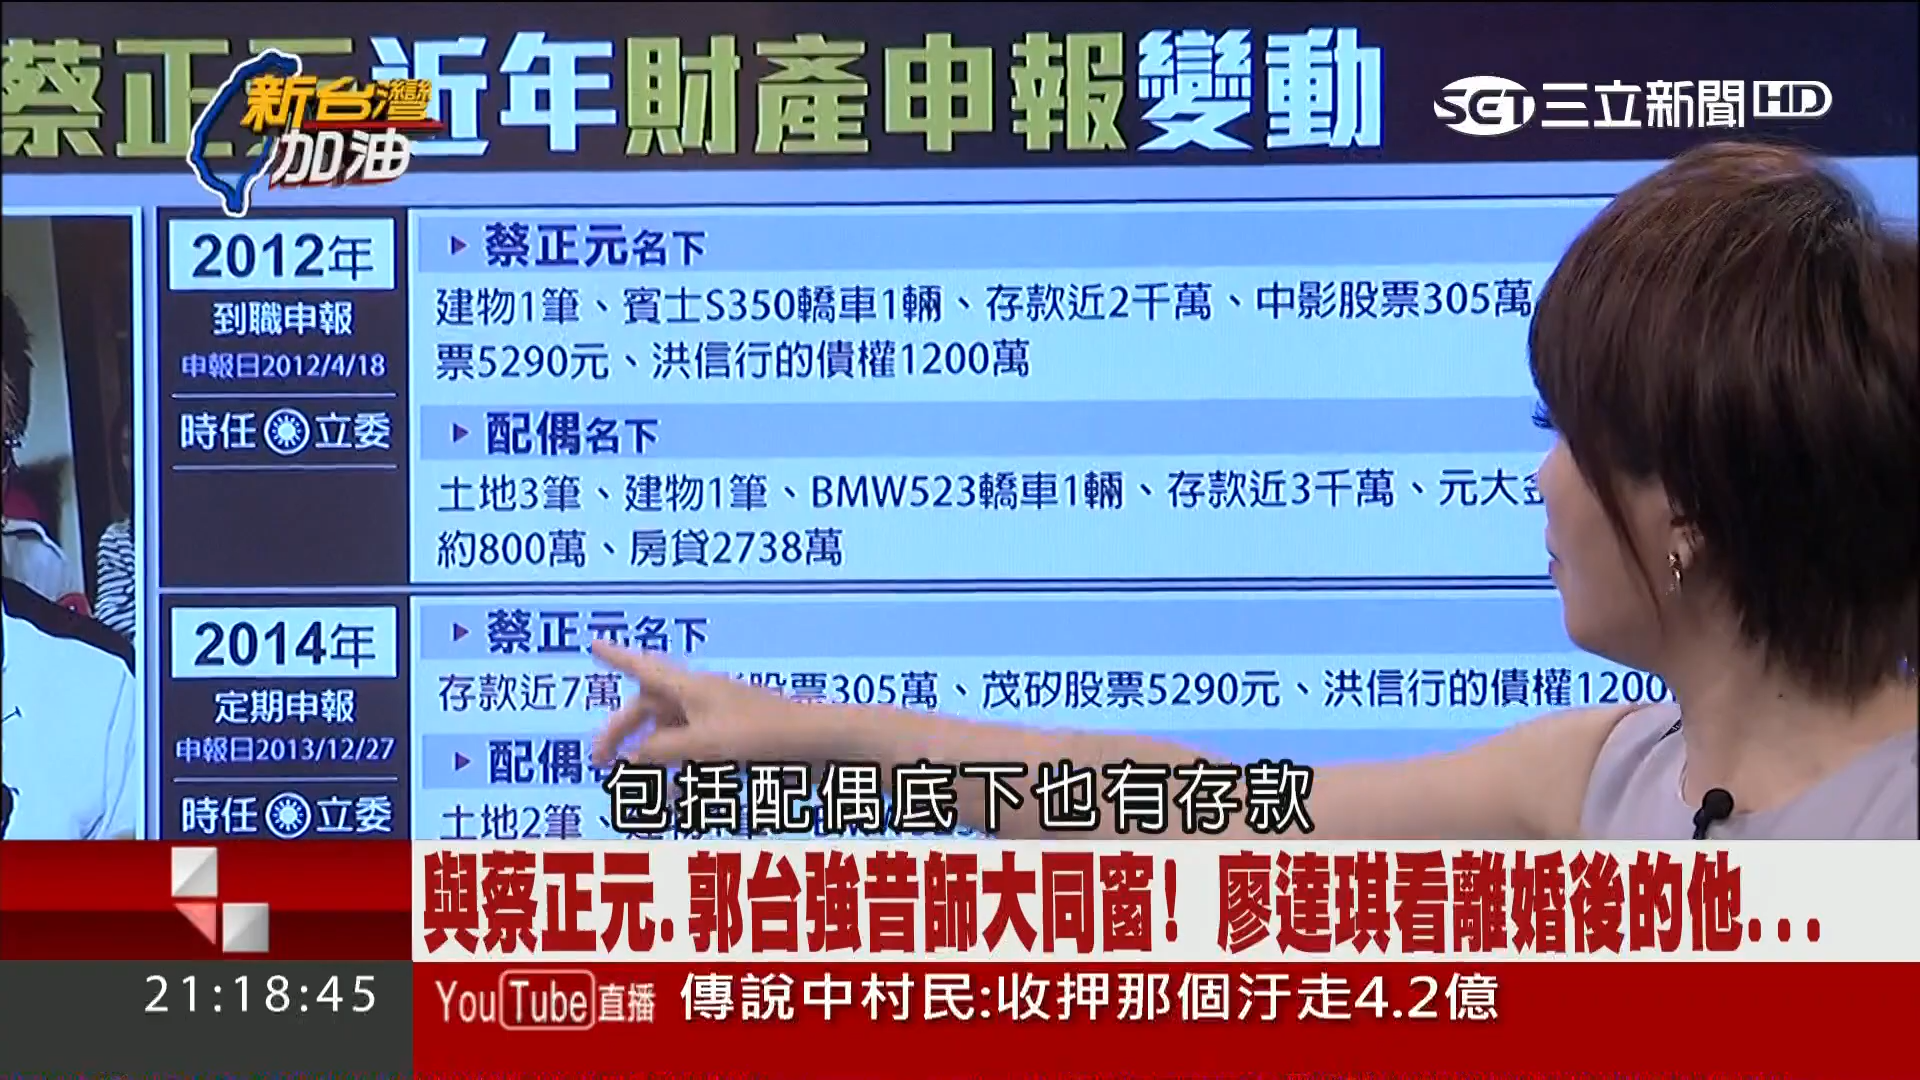 蔡正元近年財產申報變動
新台灣
加油
SET三立新聞HD
2012年
到職申報
申報日2012/4/18
時任 立委
蔡正元名下
建物1筆、賓士S350轎車1輛、存款近2千萬、中影股票305萬
票5290元、洪信行的債權1200萬
配偶名下
土地3筆、建物1筆、BMW523轎車1輛、存款近3千萬、元大金
約800萬、房貸2738萬
2014年
定期申報
申報日2013/12/27
時任 立委
蔡正元名下
存款近7萬 股票305萬、茂矽股票5290元、洪信行的債權1200
配偶
土地2筆、
包括配偶底下也有存款
與蔡正元.郭台強昔師大同窗! 廖達琪看離婚後的他...
21:18:45
YouTube直播 傳說中村民:收押那個汙走4.2億